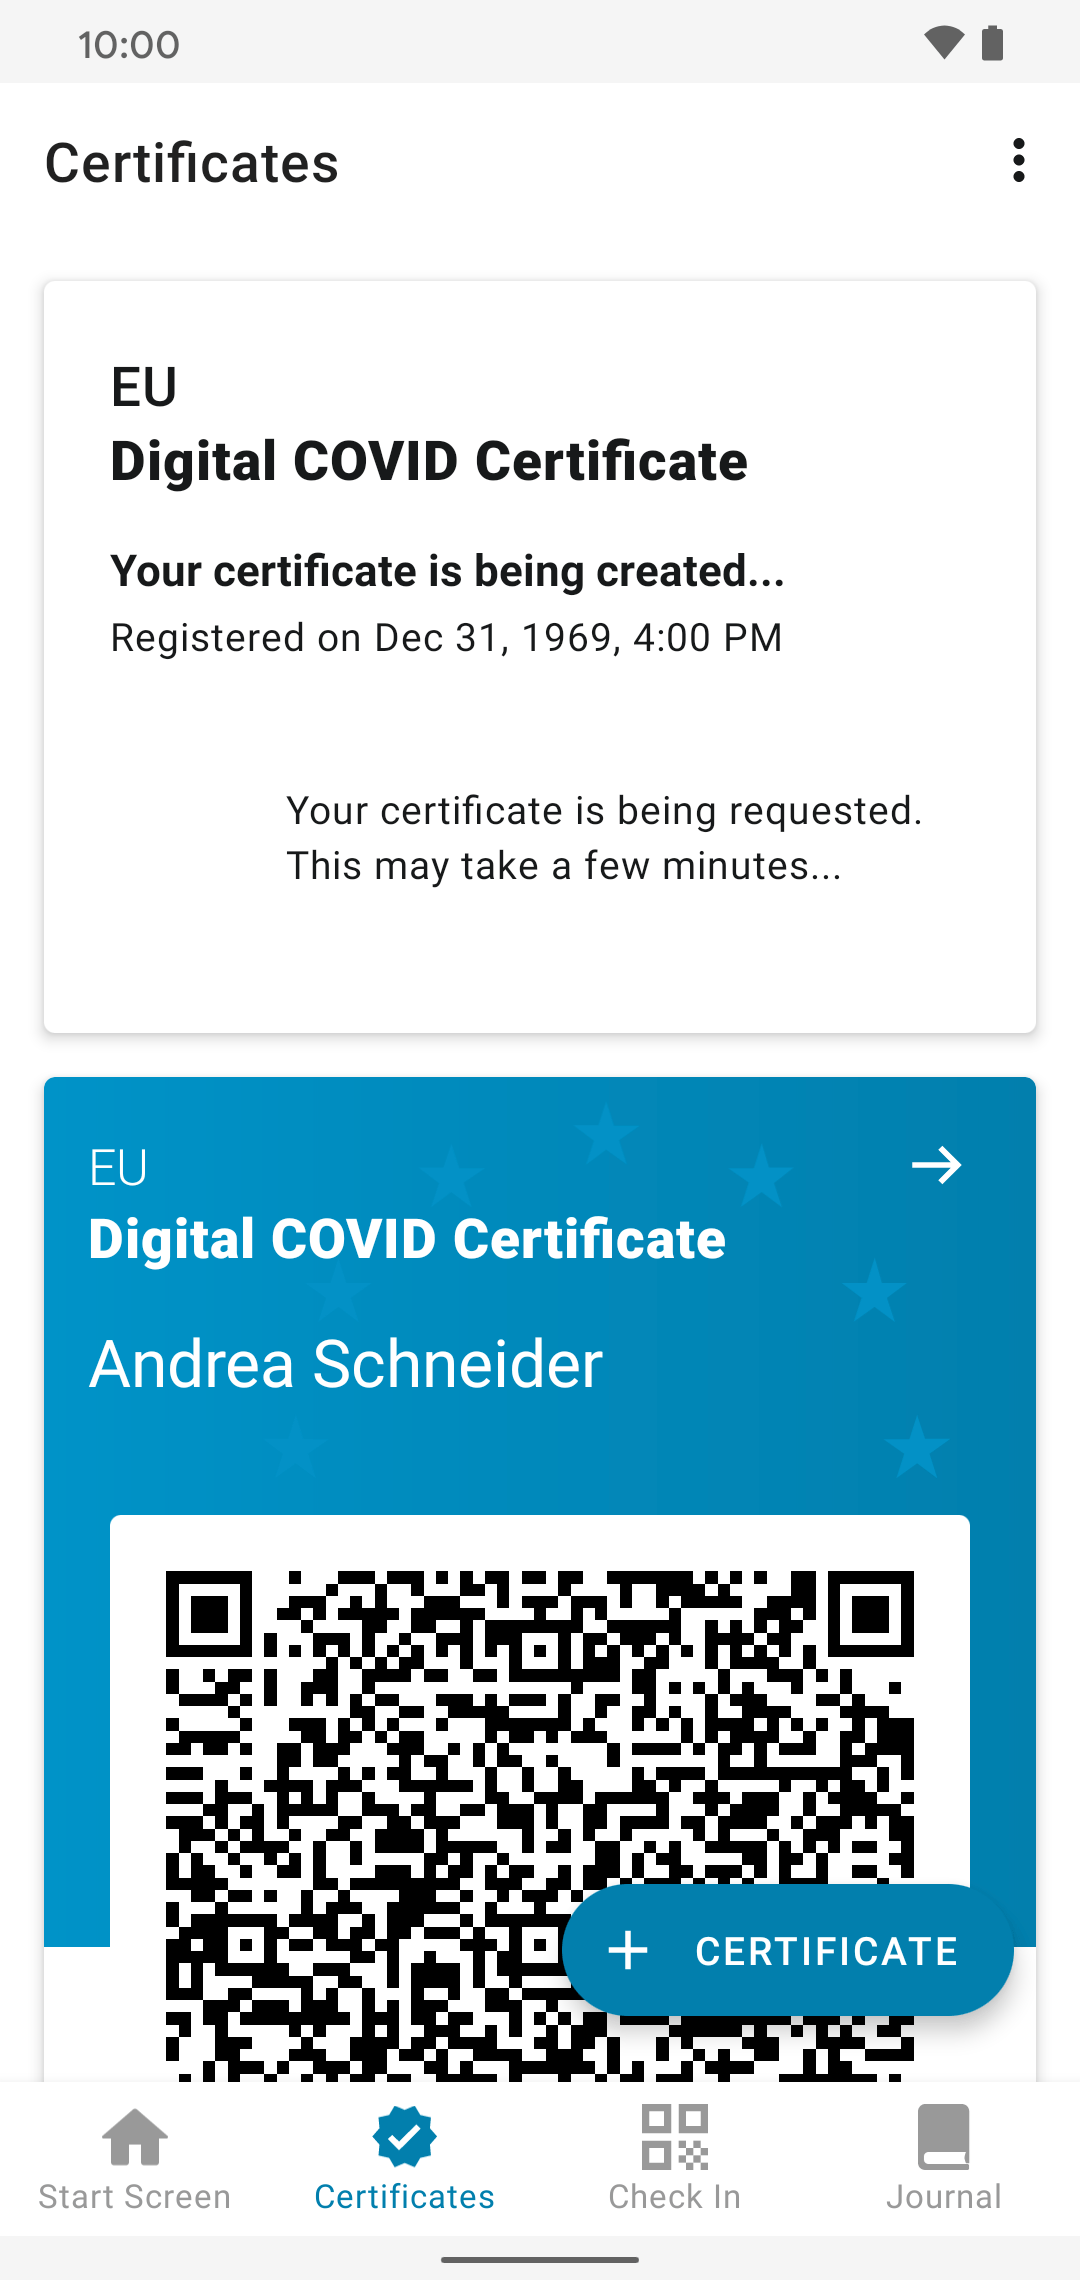 10:00
Certificates
EU
Digital COVID Certificate
Your certificate is being created...
Registered on Dec 31, 1969, 4:00 PM
Your certificate is being requested.
This may take a few minutes...
EU
Digital COVID Certificate
Andrea Schneider
CERTIFICATE
Start Screen
Certificates
Check In
Journal